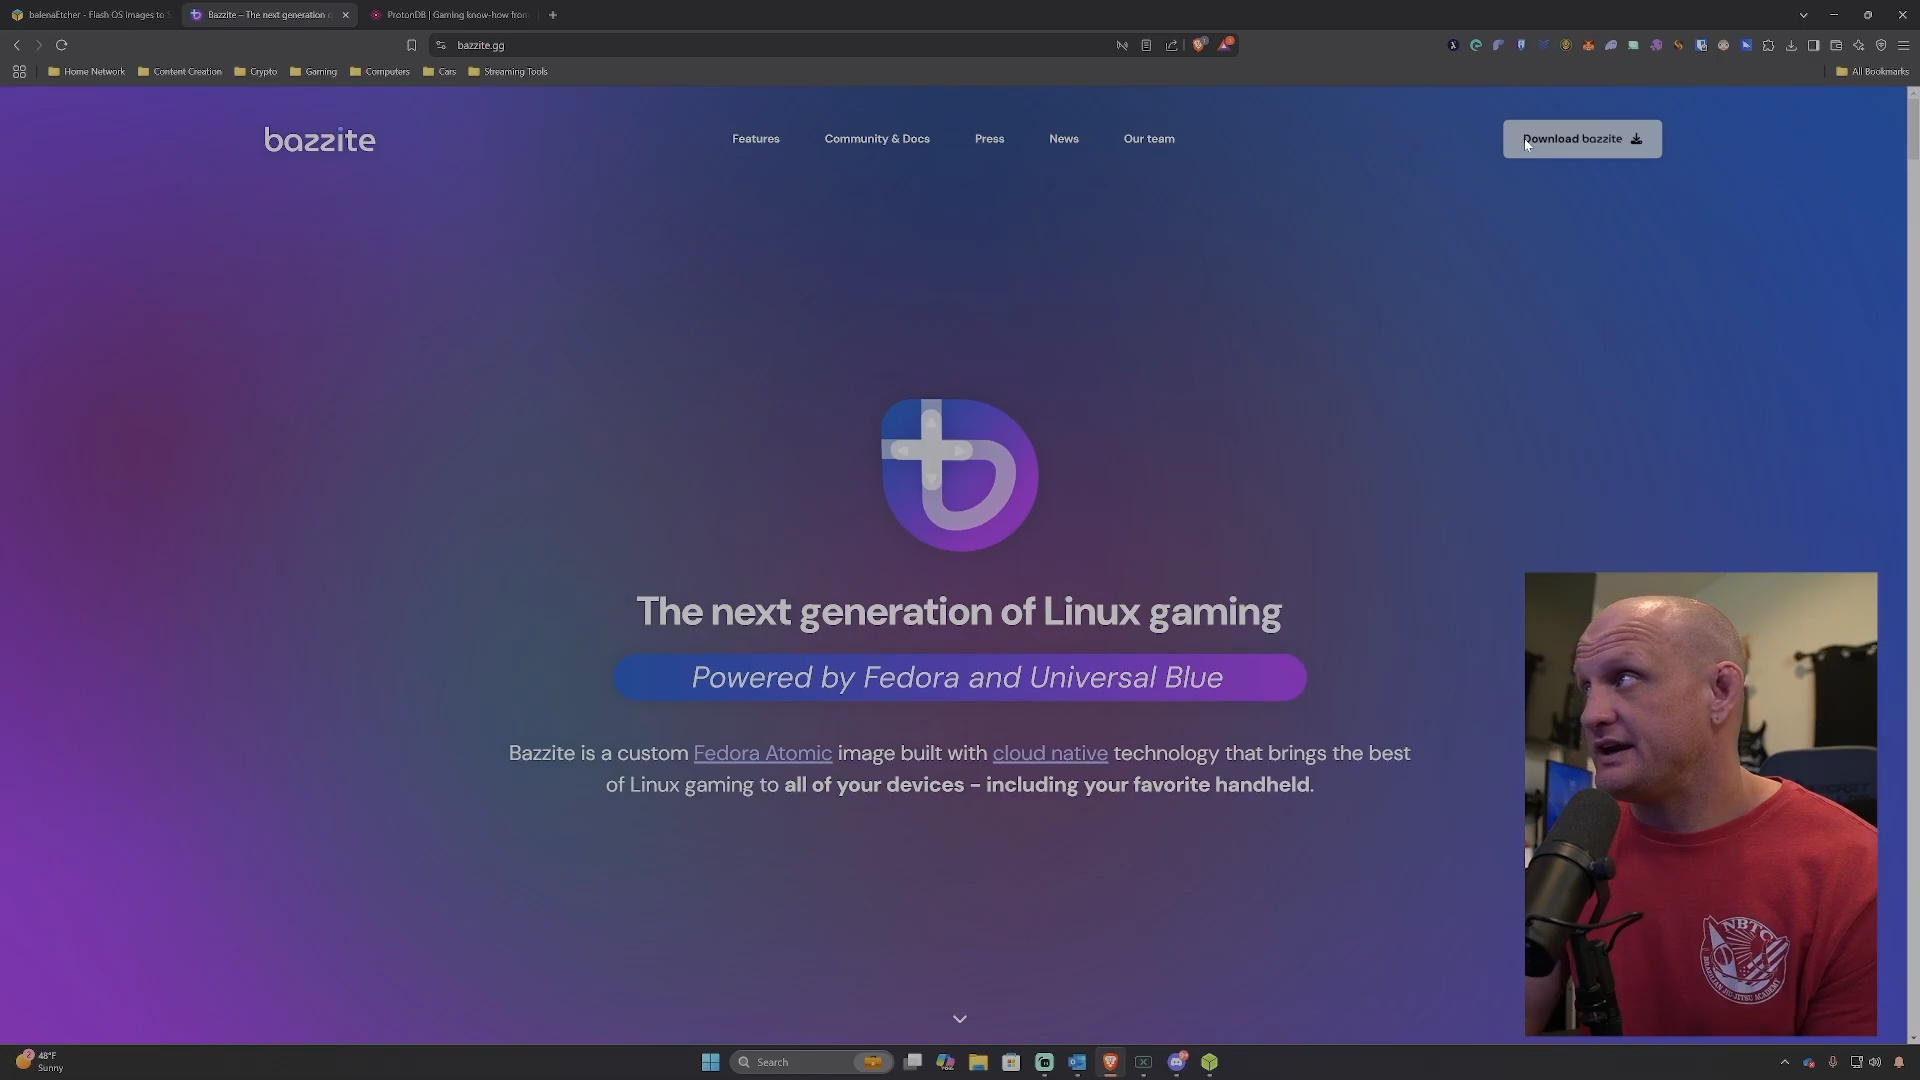 balenaEtcher - Flash OS images to S
Bazzite – The next generation o
ProtonDB | Gaming know-how from
bazzite.gg
Home Network
Content Creation
Crypto
Gaming
Computers
Cars
Streaming Tools
All Bookmarks
bazzite
Features
Community & Docs
Press
News
Our team
Download bazzite
The next generation of Linux gaming
Powered by Fedora and Universal Blue
Bazzite is a custom Fedora Atomic image built with cloud native technology that brings the best
of Linux gaming to all of your devices – including your favorite handheld.
NBTC
BRAZILIAN JIU-JITSU ACADEMY
48°F
Sunny
Search